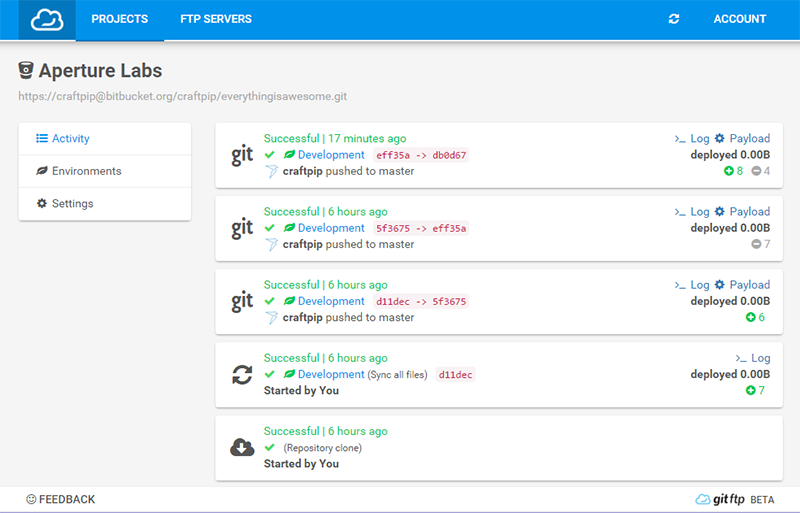 PROJECTS FTP SERVERS ACCOUNT
Aperture Labs
https://craftpip@bitbucket.org/craftpip/everythingisawesome.git
Activity
Environments
Settings
git Successful | 17 minutes ago >_ Log Payload
Development eff35a -> db0d67 deployed 0.00B
craftpip pushed to master 8 4
git Successful | 6 hours ago >_ Log Payload
Development 5f3675 -> eff35a deployed 0.00B
craftpip pushed to master 7
git Successful | 6 hours ago >_ Log Payload
Development d11dec -> 5f3675 deployed 0.00B
craftpip pushed to master 6
Successful | 6 hours ago >_ Log
Development (Sync all files) d11dec deployed 0.00B
Started by You 7
Successful | 6 hours ago
(Repository clone)
Started by You
FEEDBACK git ftp BETA